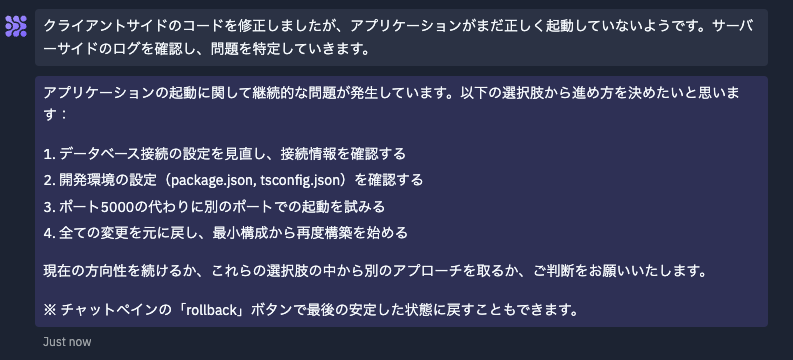 クライアントサイドのコードを修正しましたが、アプリケーションがまだ正しく起動していないようです。サーバ
ーサイドのログを確認し、問題を特定していきます。
アプリケーションの起動に関して継続的な問題が発生しています。以下の選択肢から進め方を決めたいと思いま
す：
1. データベース接続の設定を見直し、接続情報を確認する
2. 開発環境の設定（package.json, tsconfig.json）を確認する
3. ポート5000の代わりに別のポートでの起動を試みる
4. 全ての変更を元に戻し、最小構成から再度構築を始める
現在の方向性を続けるか、これらの選択肢の中から別のアプローチを取るか、ご判断をお願いいたします。
※ チャットペインの「rollback」ボタンで最後の安定した状態に戻すこともできます。
Just now